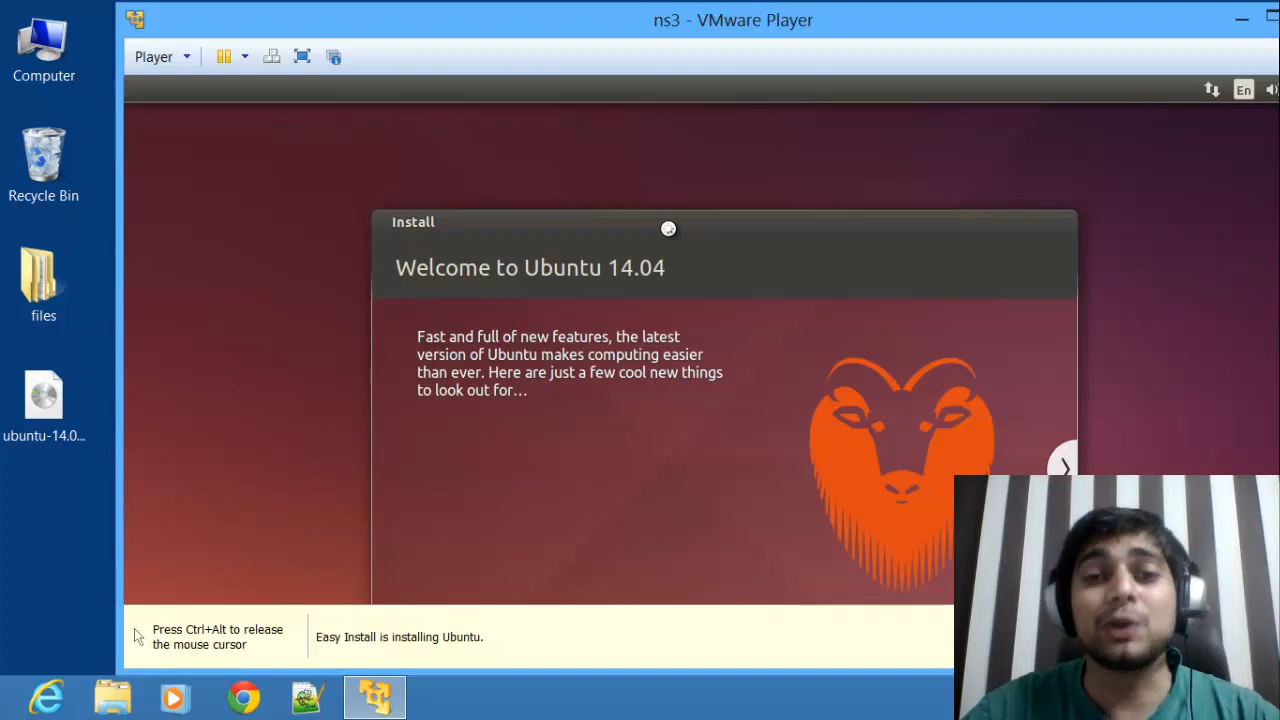 Computer
Recycle Bin
files
ubuntu-14.0...
ns3 - VMware Player
Player
En
Install
Welcome to Ubuntu 14.04
Fast and full of new features, the latest
version of Ubuntu makes computing easier
than ever. Here are just a few cool new things
to look out for...
Press Ctrl+Alt to release
the mouse cursor
Easy Install is installing Ubuntu.